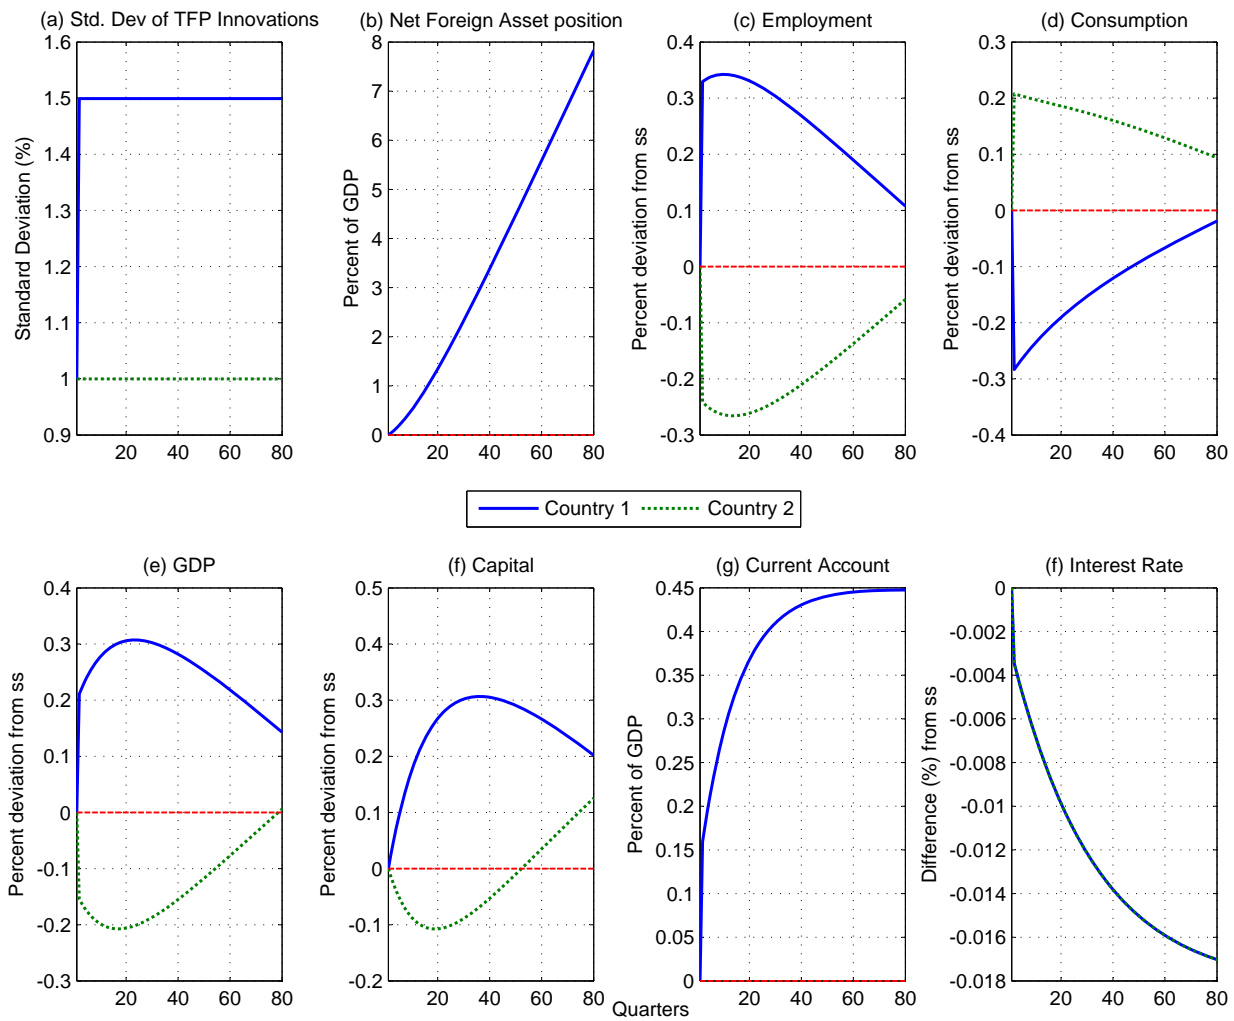 (a) Std. Dev of TFP Innovations
(b) Net Foreign Asset position
(c) Employment
(d) Consumption
1.6
1.5
1.4
1.3
1.2
1.1
1
0.9
Standard Deviation (%)
20 40 60 80
8
7
6
5
4
3
2
1
0
Percent of GDP
20 40 60 80
0.4
0.3
0.2
0.1
0
-0.1
-0.2
-0.3
Percent deviation from ss
20 40 60 80
0.3
0.2
0.1
0
-0.1
-0.2
-0.3
-0.4
Percent deviation from ss
20 40 60 80
Country 1 Country 2
(e) GDP
(f) Capital
(g) Current Account
(f) Interest Rate
0.4
0.3
0.2
0.1
0
-0.1
-0.2
-0.3
Percent deviation from ss
20 40 60 80
0.5
0.4
0.3
0.2
0.1
0
-0.1
-0.2
Percent deviation from ss
20 40 60 80
0.45
0.4
0.35
0.3
0.25
0.2
0.15
0.1
0.05
0
Percent of GDP
20 40 60 80
0
-0.002
-0.004
-0.006
-0.008
-0.01
-0.012
-0.014
-0.016
-0.018
Difference (%) from ss
20 40 60 80
Quarters